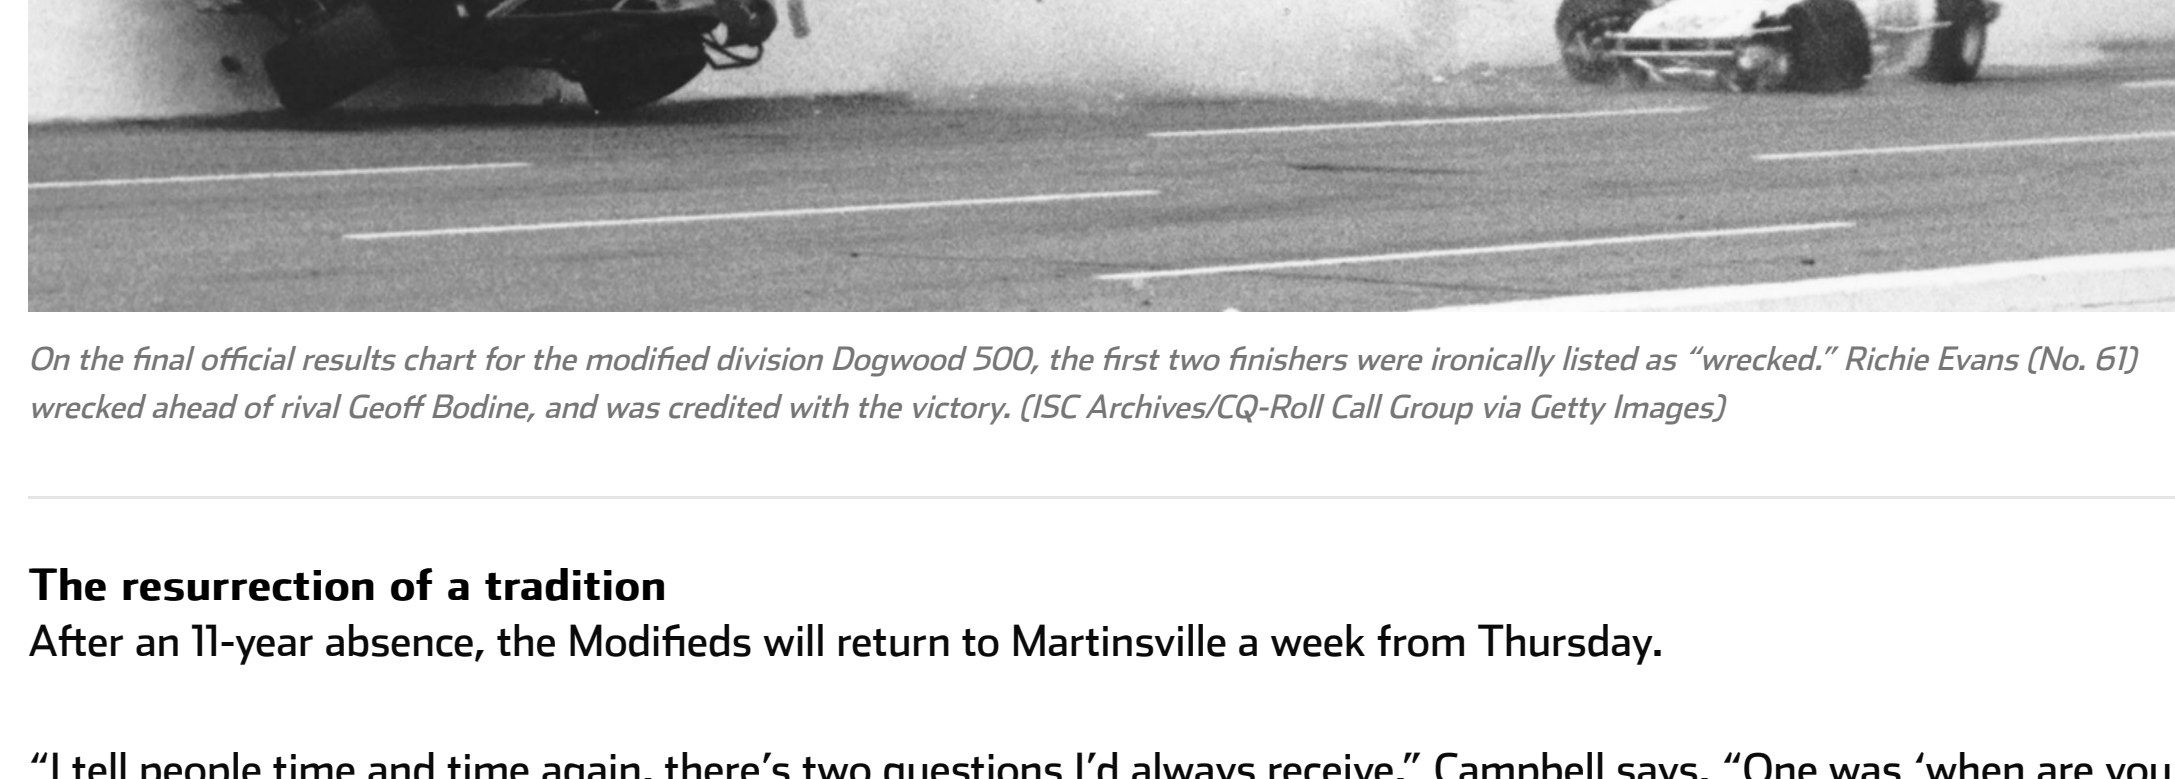 On the final official results chart for the modified division Dogwood 500, the first two finishers were ironically listed as “wrecked.” Richie Evans (No. 61)
wrecked ahead of rival Geoff Bodine, and was credited with the victory. (ISC Archives/CQ-Roll Call Group via Getty Images)
The resurrection of a tradition
After an 11-year absence, the Modifieds will return to Martinsville a week from Thursday.
“I tell people time and time again, there’s two questions I’d always receive,” Campbell says. “One was ‘when are you